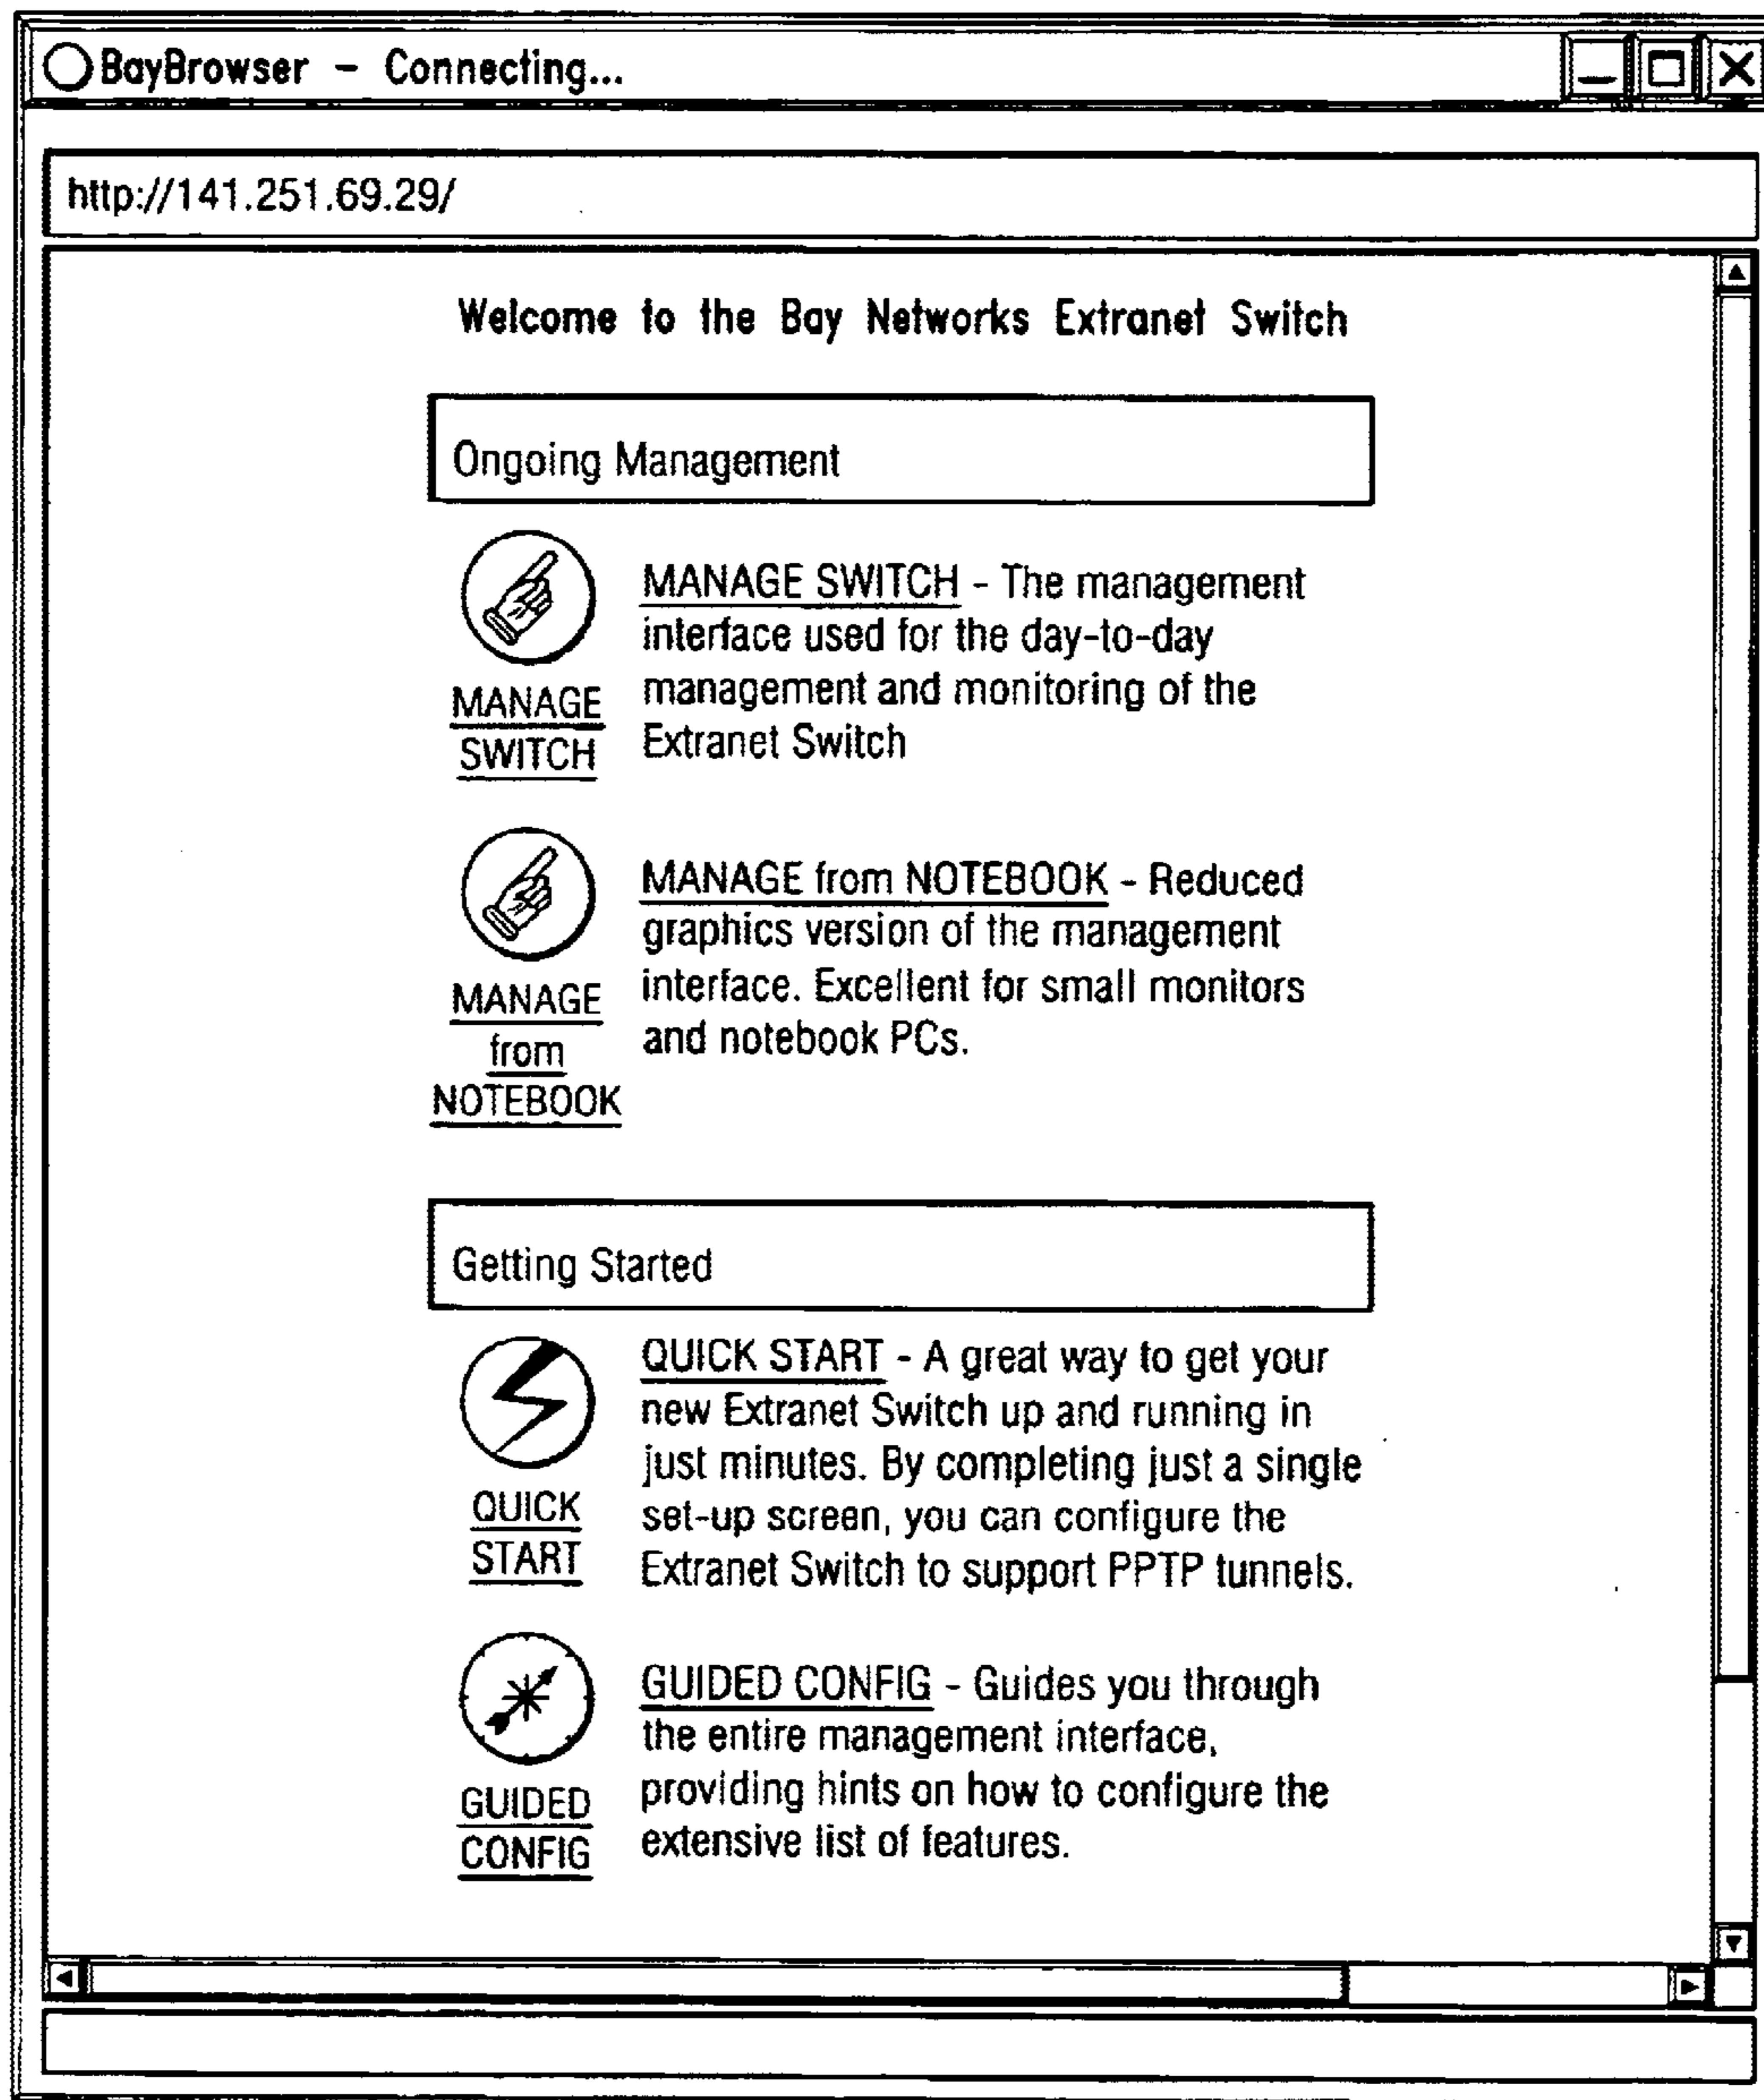 BayBrowser - Connecting...
http://141.251.69.29/
Welcome to the Bay Networks Extranet Switch
Ongoing Management
MANAGE
SWITCH
MANAGE SWITCH - The management
interface used for the day-to-day
management and monitoring of the
Extranet Switch
MANAGE
from
NOTEBOOK
MANAGE from NOTEBOOK - Reduced
graphics version of the management
interface. Excellent for small monitors
and notebook PCs.
Getting Started
QUICK
START
QUICK START - A great way to get your
new Extranet Switch up and running in
just minutes. By completing just a single
set-up screen, you can configure the
Extranet Switch to support PPTP tunnels.
GUIDED
CONFIG
GUIDED CONFIG - Guides you through
the entire management interface,
providing hints on how to configure the
extensive list of features.